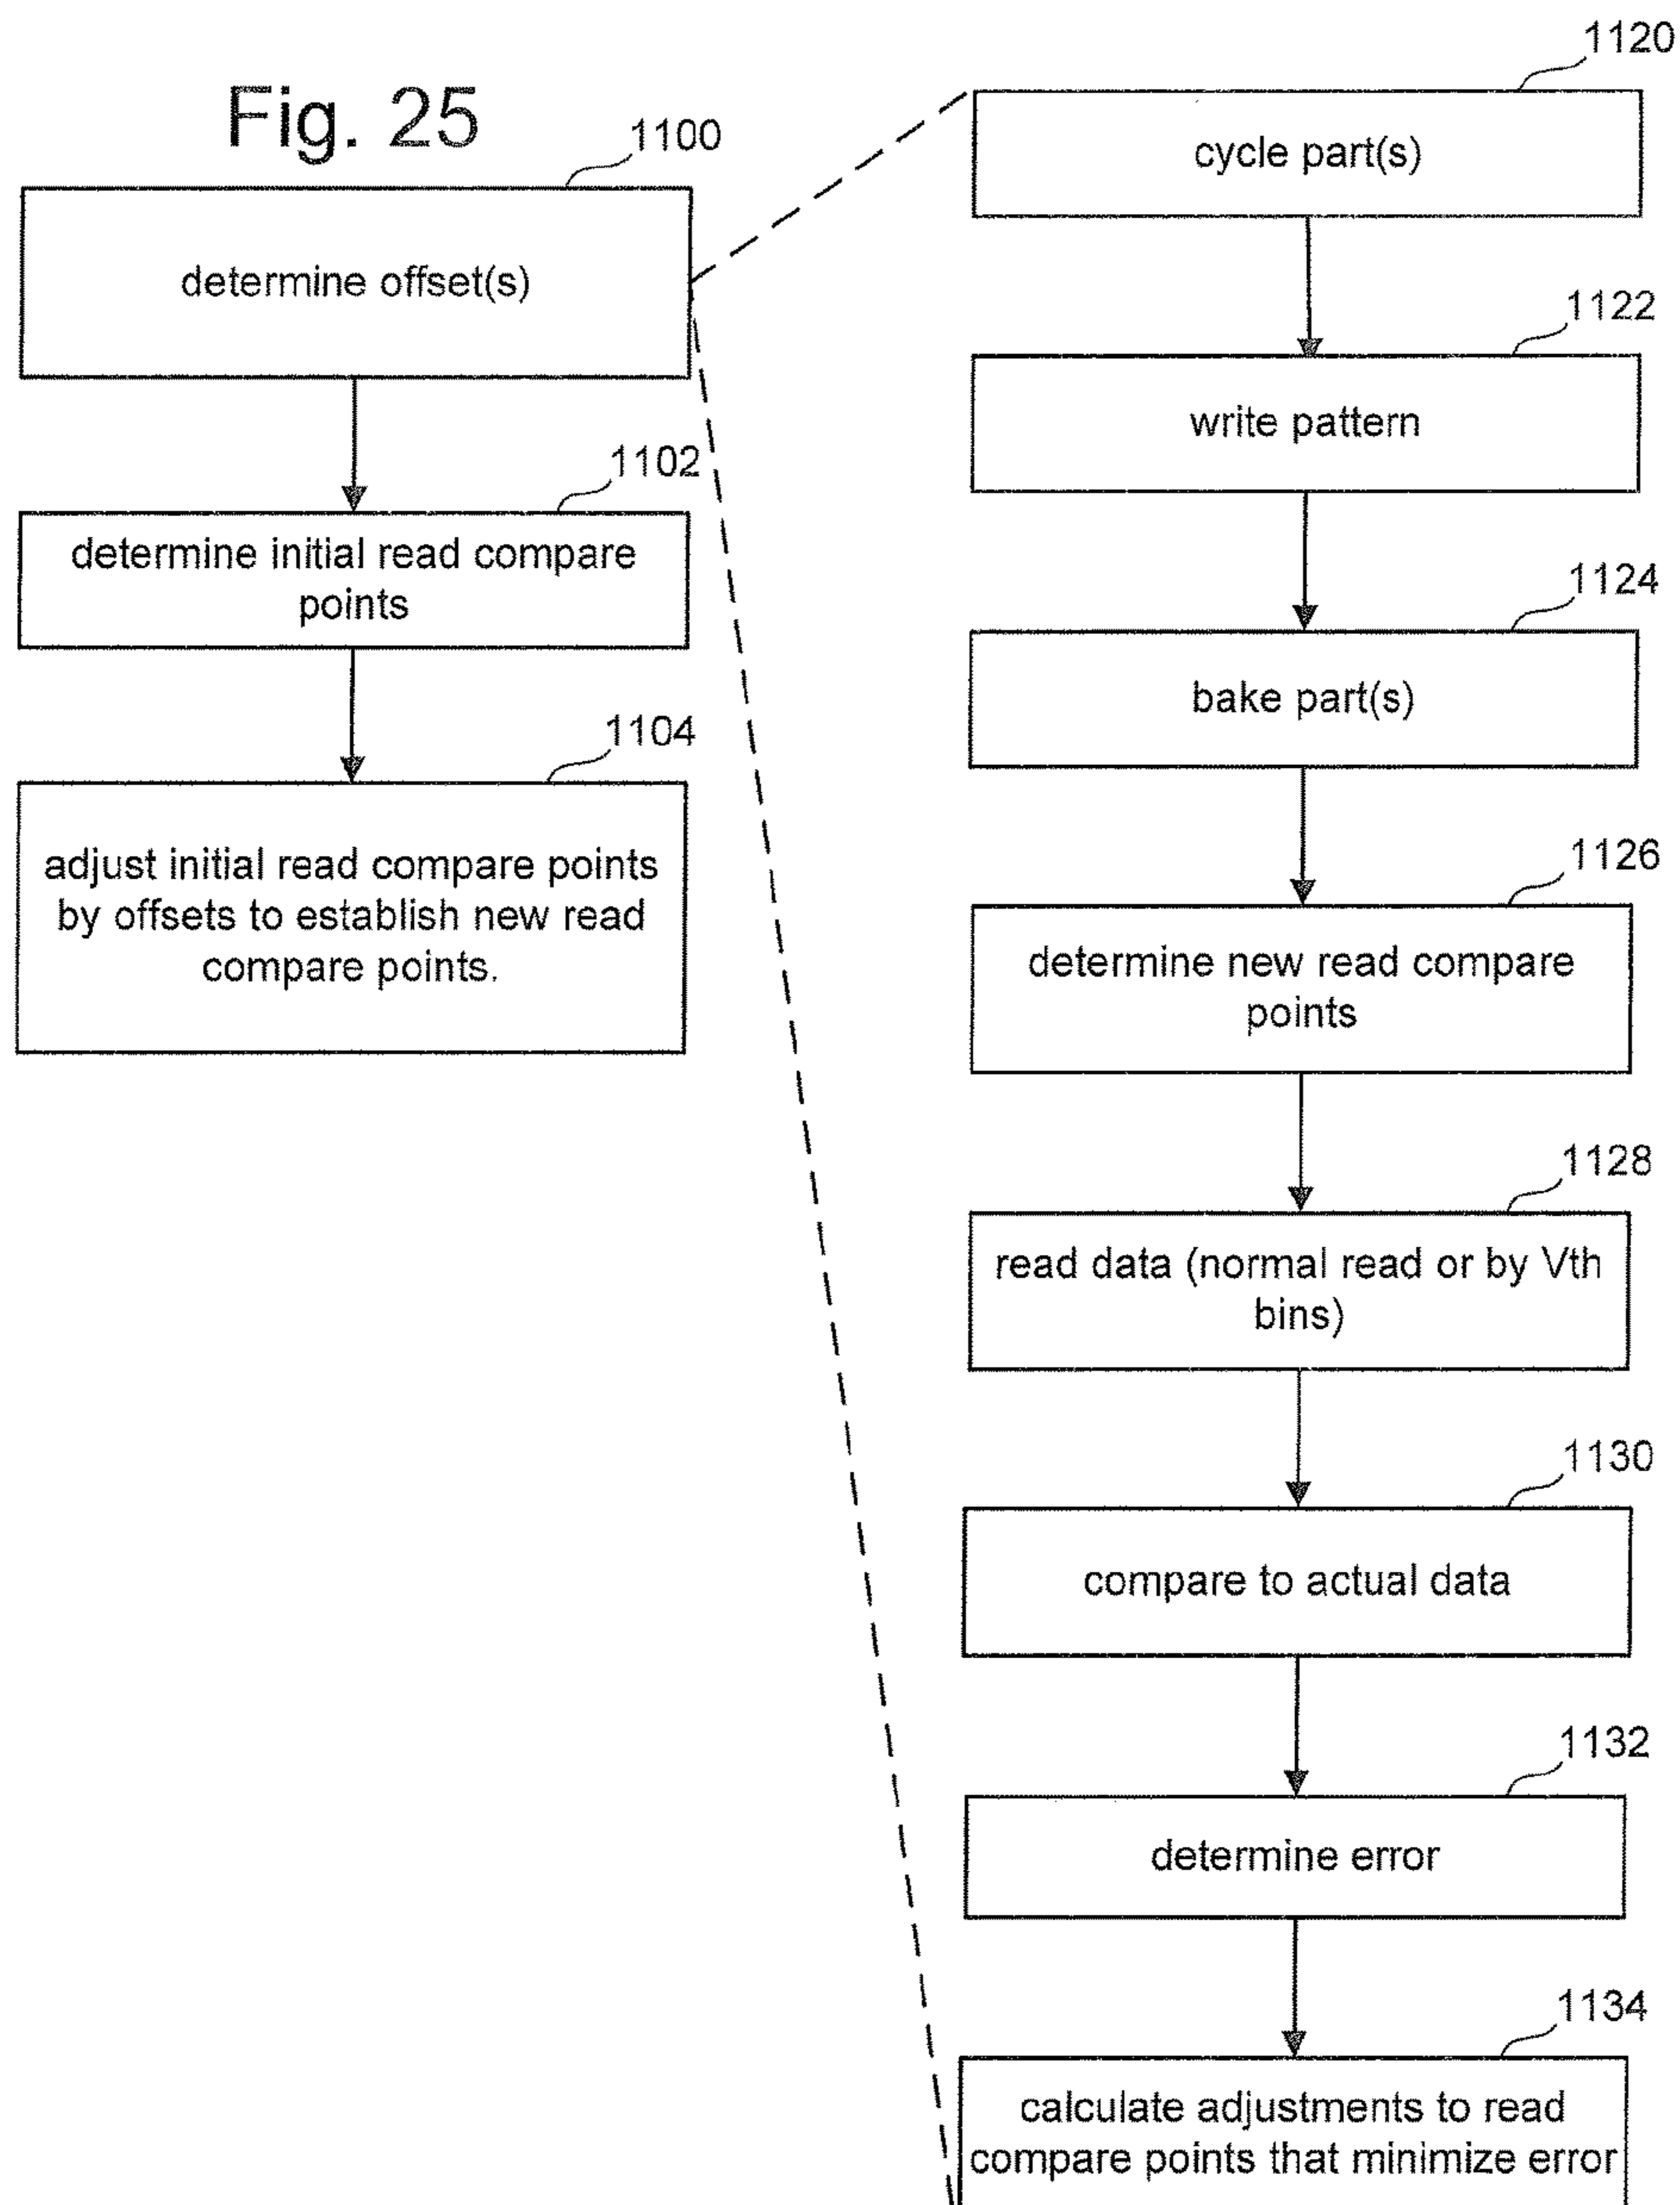 Fig. 25
1100
determine offset(s)
1102
determine initial read compare
points
1104
adjust initial read compare points
by offsets to establish new read
compare points.
1120
cycle part(s)
1122
write pattern
1124
bake part(s)
1126
determine new read compare
points
1128
read data (normal read or by Vth
bins)
1130
compare to actual data
1132
determine error
1134
calculate adjustments to read
compare points that minimize error